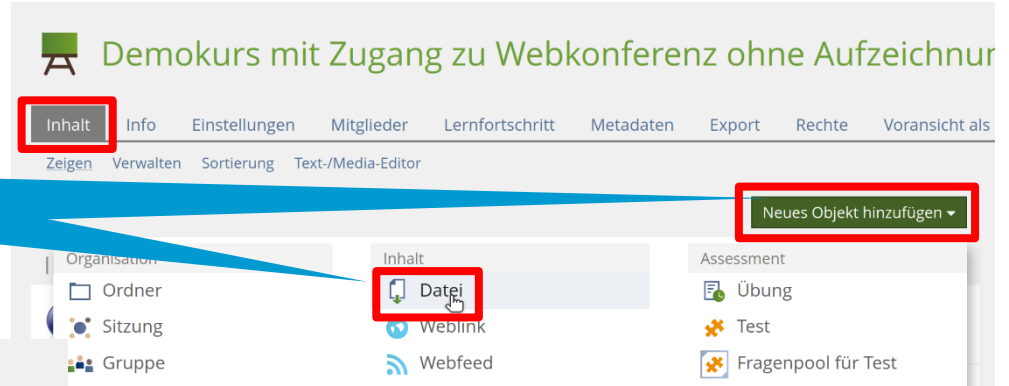 Demokurs mit Zugang zu Webkonferenz ohne Aufzeichnun
Inhalt Info Einstellungen Mitglieder Lernfortschritt Metadaten Export Rechte Voransicht als
Zeigen Verwalten Sortierung Text-/Media-Editor
Neues Objekt hinzufügen
Organisation Inhalt Assessment
Ordner Datei Übung
Sitzung Weblink Test
Gruppe Webfeed Fragenpool für Test